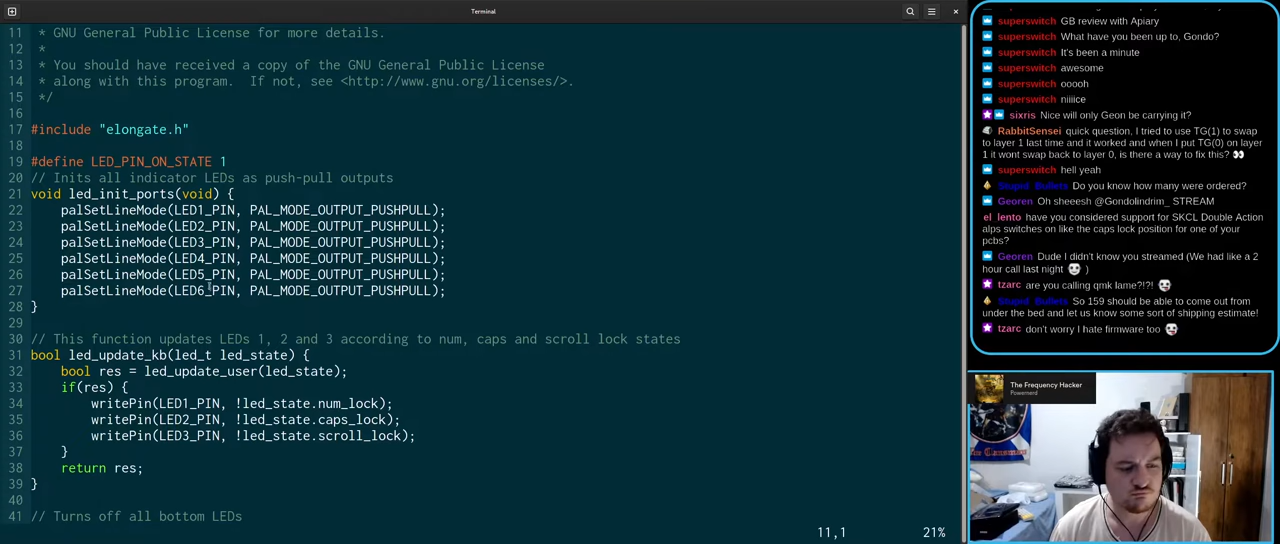 Terminal
11  * GNU General Public License for more details.
12  *
13  * You should have received a copy of the GNU General Public License
14  * along with this program.  If not, see <http://www.gnu.org/licenses/>.
15  */
16
17 #include "elongate.h"
18
19 #define LED_PIN_ON_STATE 1
20 // Inits all indicator LEDs as push-pull outputs
21 void led_init_ports(void) {
22     palSetLineMode(LED1_PIN, PAL_MODE_OUTPUT_PUSHPULL);
23     palSetLineMode(LED2_PIN, PAL_MODE_OUTPUT_PUSHPULL);
24     palSetLineMode(LED3_PIN, PAL_MODE_OUTPUT_PUSHPULL);
25     palSetLineMode(LED4_PIN, PAL_MODE_OUTPUT_PUSHPULL);
26     palSetLineMode(LED5_PIN, PAL_MODE_OUTPUT_PUSHPULL);
27     palSetLineMode(LED6_PIN, PAL_MODE_OUTPUT_PUSHPULL);
28 }
29
30 // This function updates LEDs 1, 2 and 3 according to num, caps and scroll lock states
31 bool led_update_kb(led_t led_state) {
32     bool res = led_update_user(led_state);
33     if(res) {
34         writePin(LED1_PIN, !led_state.num_lock);
35         writePin(LED2_PIN, !led_state.caps_lock);
36         writePin(LED3_PIN, !led_state.scroll_lock);
37     }
38     return res;
39 }
40
41 // Turns off all bottom LEDs
11,1 21%
superswitch GB review with Apiary
superswitch What have you been up to, Gondo?
superswitch It's been a minute
superswitch awesome
superswitch ooooh
superswitch niiiice
sixris Nice will only Geon be carrying it?
RabbitSensei quick question, I tried to use TG(1) to swap
to layer 1 last time and it worked and when I put TG(0) on layer
1 it wont swap back to layer 0, is there a way to fix this?
superswitch hell yeah
Stupid_Bullets Do you know how many were ordered?
Georen Oh sheeesh @Gondolindrim_ STREAM
el_lento have you considered support for SKCL Double Action
alps switches on like the caps lock position for one of your
pcbs?
Georen Dude I didn't know you streamed (We had like a 2
hour call last night )
tzarc are you calling qmk lame?!?!
Stupid_Bullets So 159 should be able to come out from
under the bed and let us know some sort of shipping estimate!
tzarc don't worry I hate firmware too
The Frequency Hacker
Powernerd